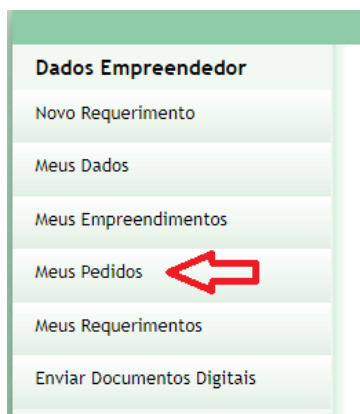 Dados Empreendedor
Novo Requerimento
Meus Dados
Meus Empreendimentos
Meus Pedidos
Meus Requerimentos
Enviar Documentos Digitais